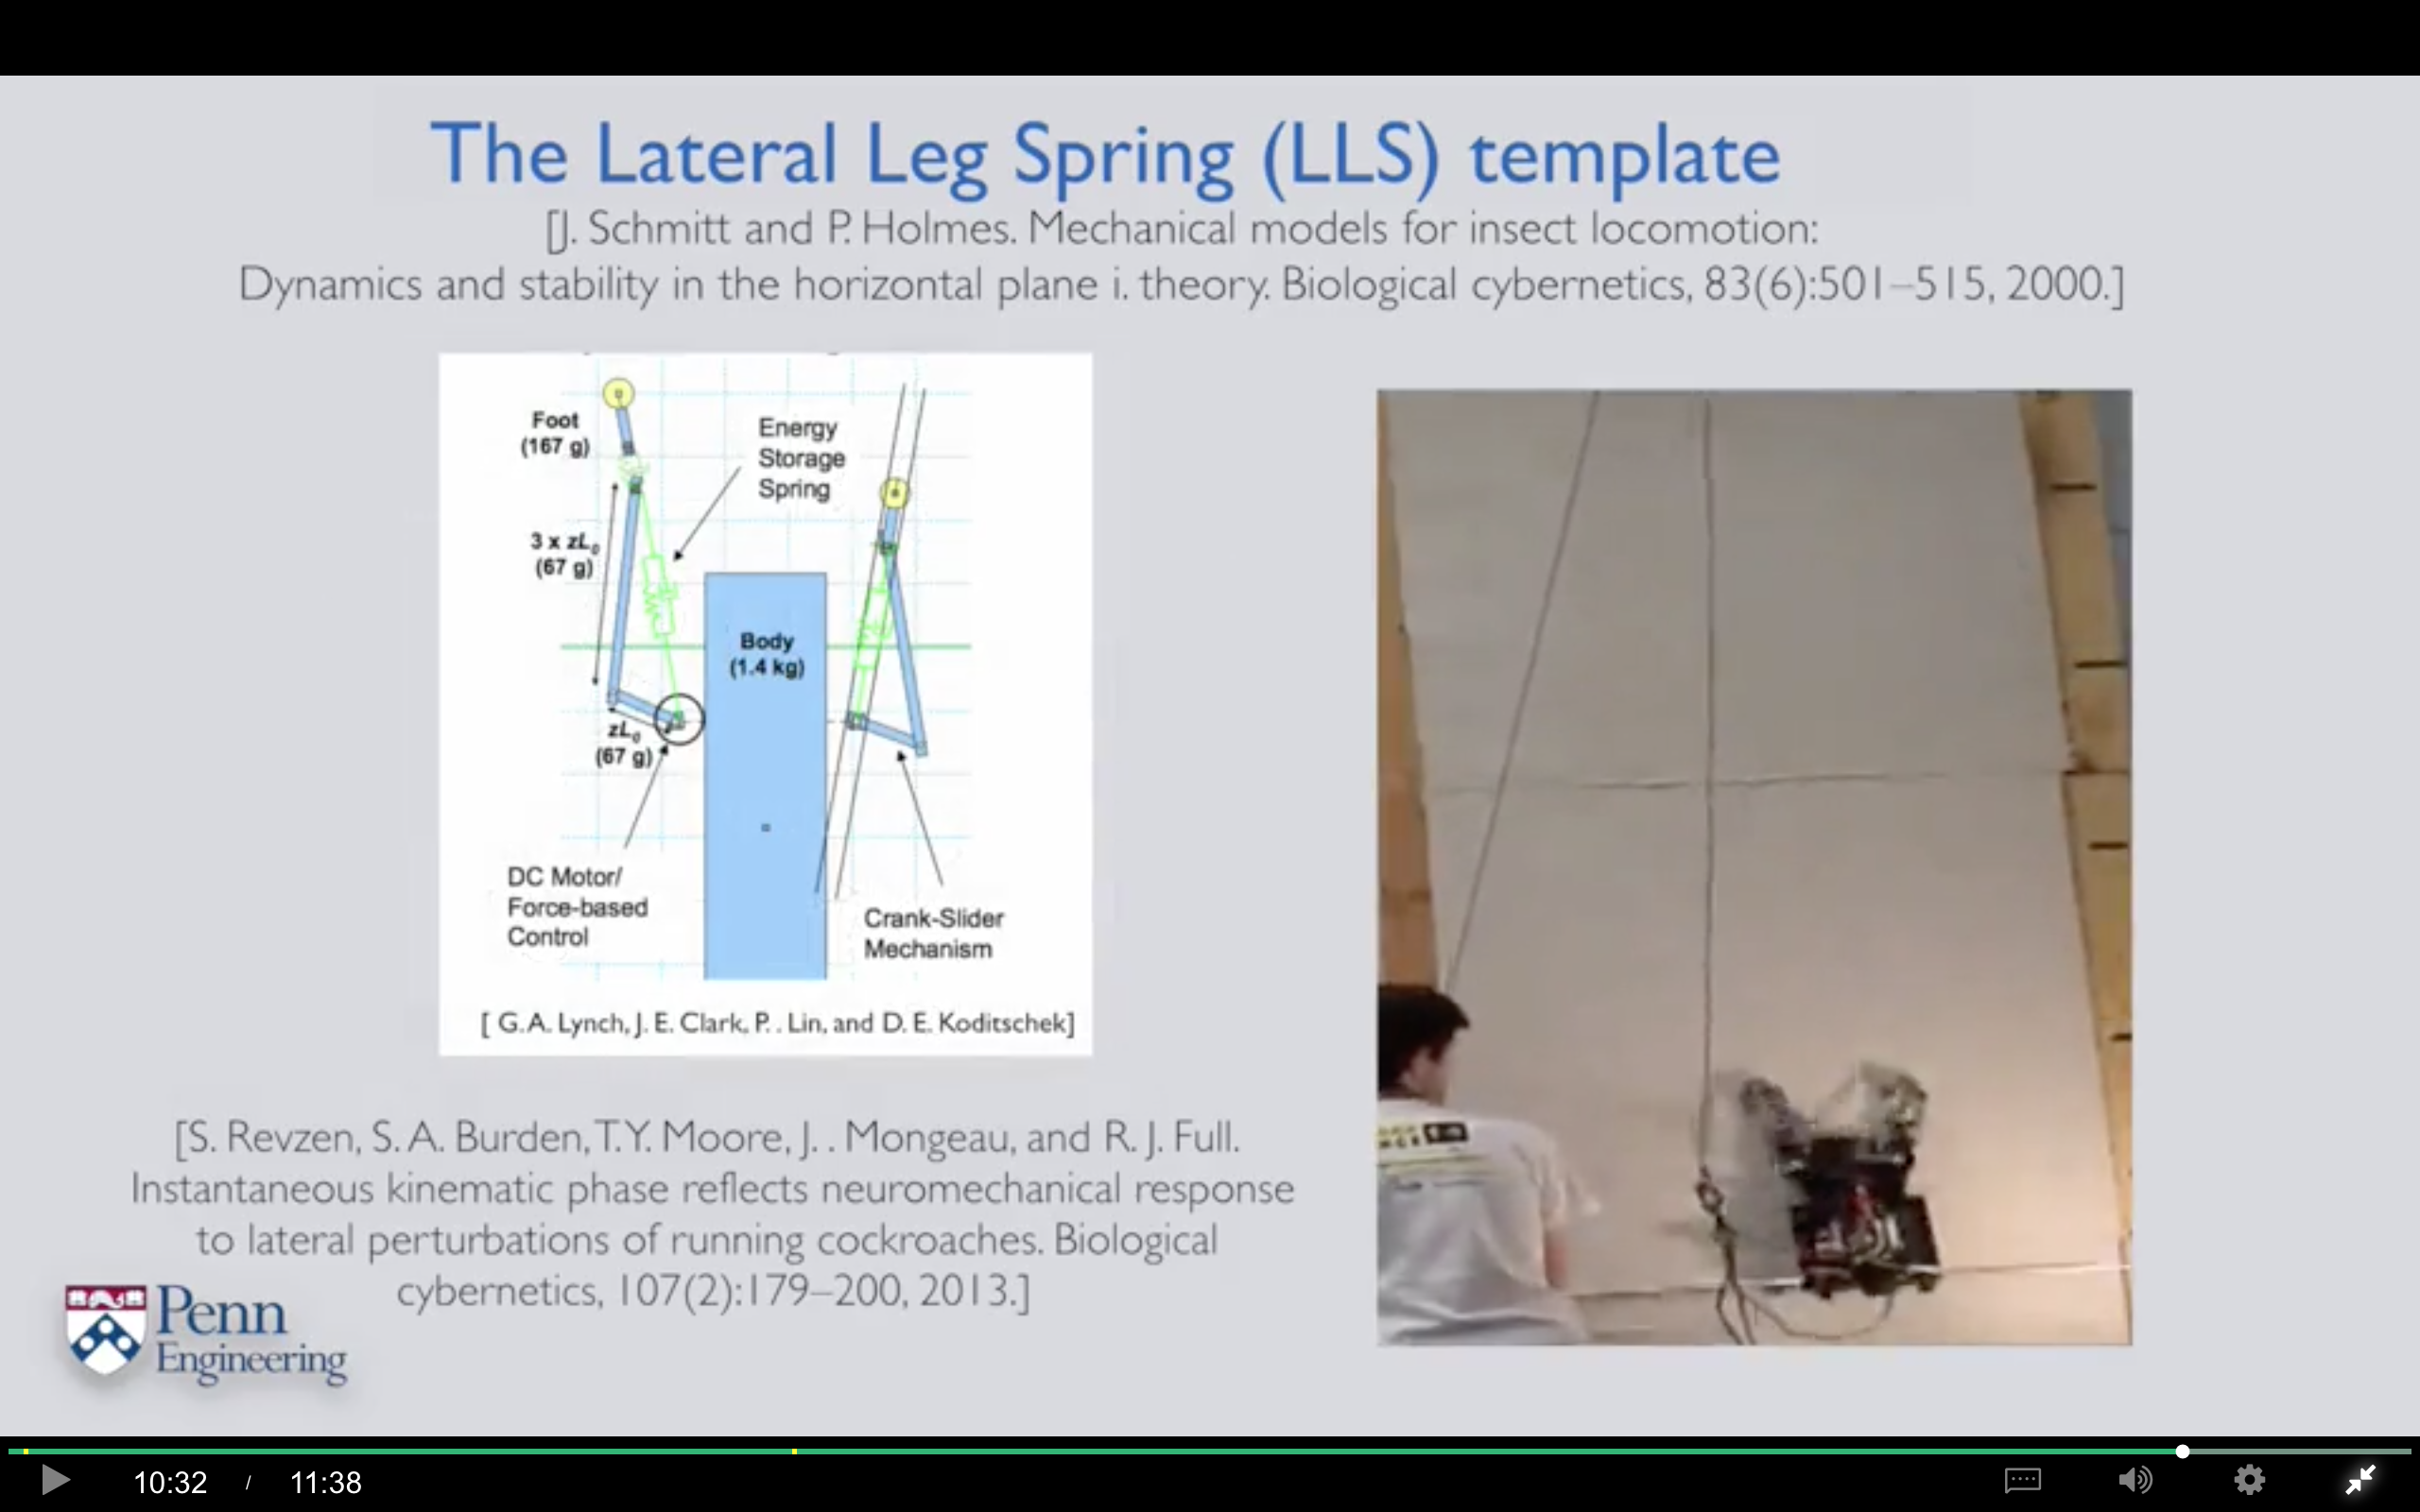 The Lateral Leg Spring (LLS) template
[J. Schmitt and P. Holmes. Mechanical models for insect locomotion:
Dynamics and stability in the horizontal plane i. theory. Biological cybernetics, 83(6):501–515, 2000.]
Foot
(167 g)
Energy
Storage
Spring
3 x zL₀
(67 g)
Body
(1.4 kg)
zL₀
(67 g)
DC Motor/
Force-based
Control
Crank-Slider
Mechanism
[ G.A. Lynch, J. E. Clark, P. . Lin, and D. E. Koditschek]
[S. Revzen, S. A. Burden, T. Y. Moore, J. . Mongeau, and R. J. Full.
Instantaneous kinematic phase reflects neuromechanical response
to lateral perturbations of running cockroaches. Biological
cybernetics, 107(2):179–200, 2013.]
Penn
Engineering
10:32 / 11:38